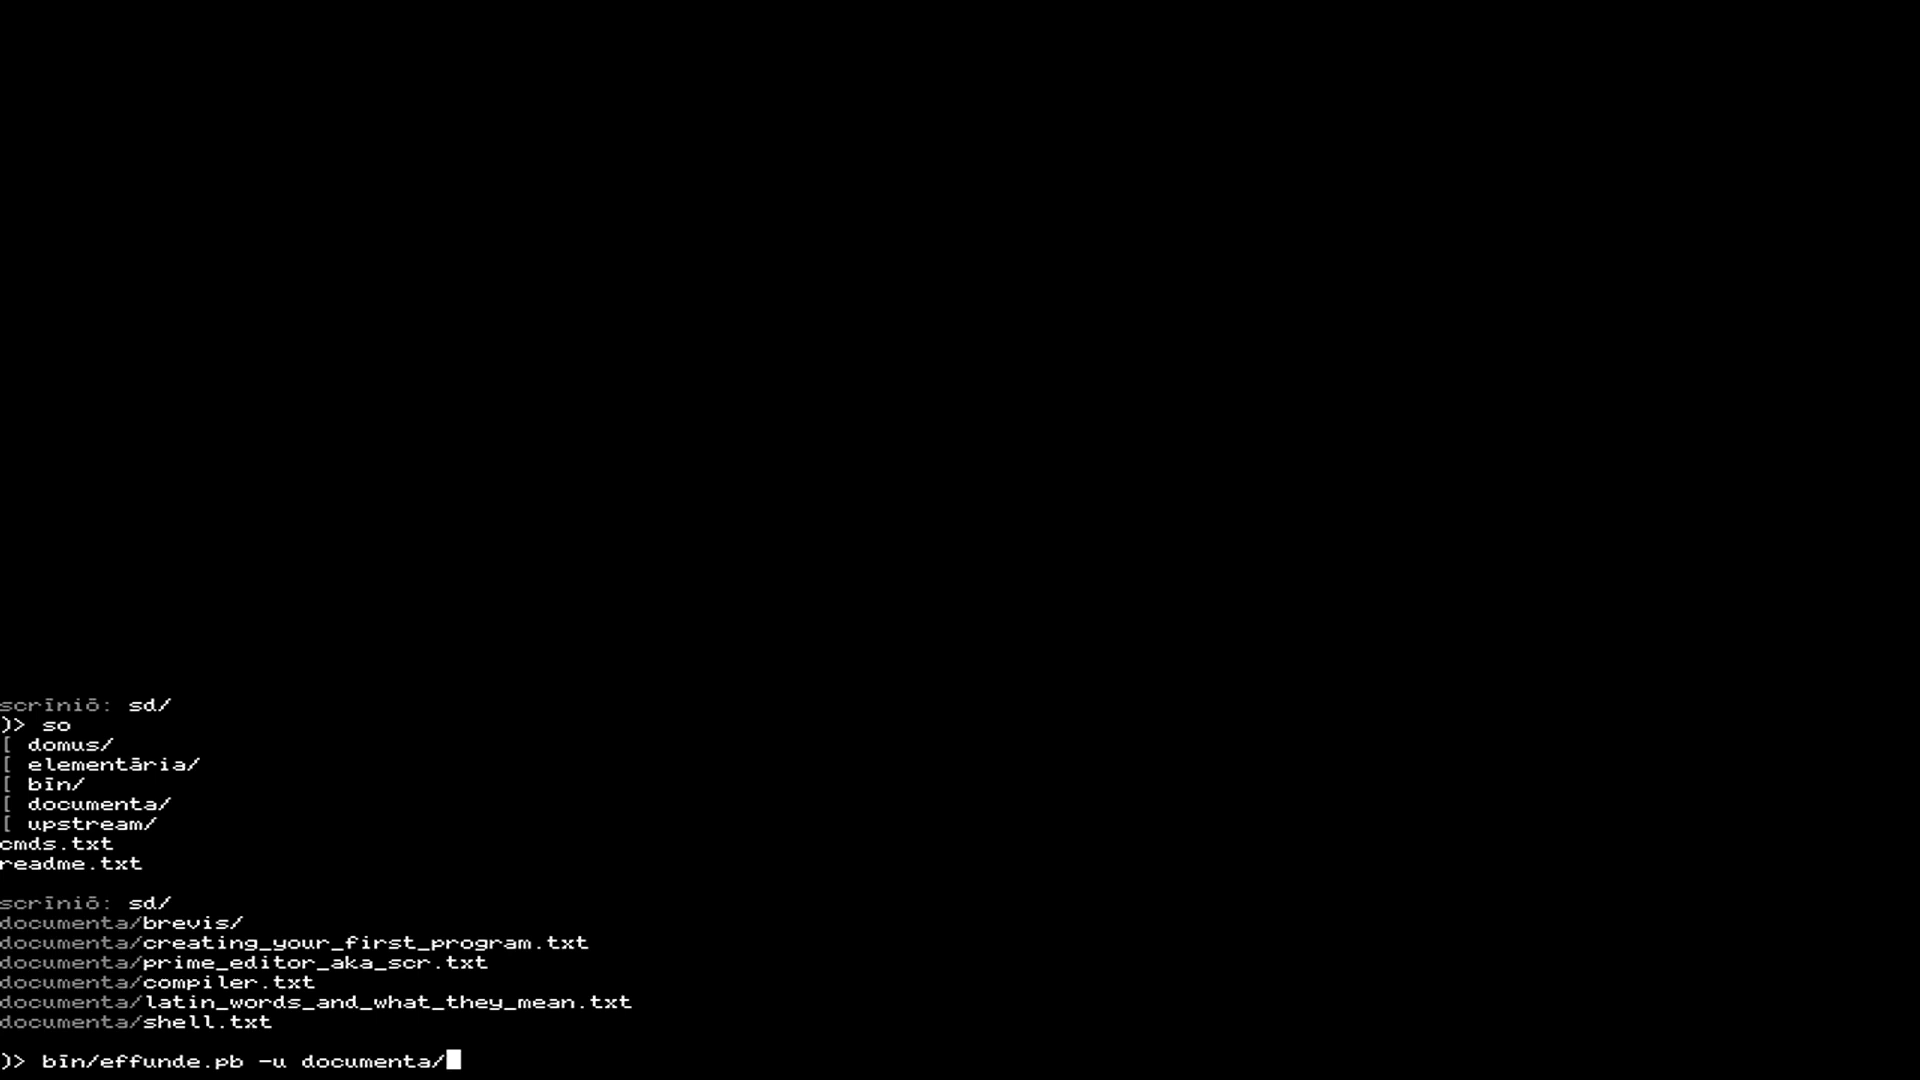 scrīniō: sd/
)> so
[ domus/
[ elementāria/
[ bīn/
[ documenta/
[ upstream/
cmds.txt
readme.txt
scrīniō: sd/
documenta/brevis/
documenta/creating_your_first_program.txt
documenta/prime_editor_aka_scr.txt
documenta/compiler.txt
documenta/latin_words_and_what_they_mean.txt
documenta/shell.txt
)> bīn/effunde.pb -u documenta/